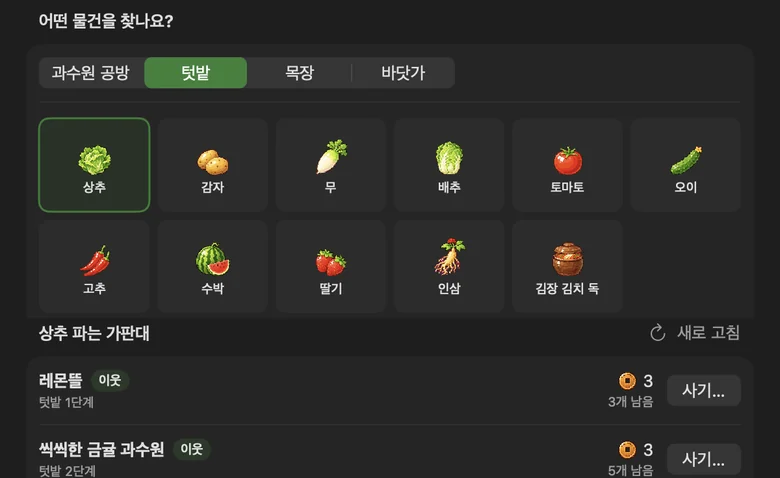 어떤 물건을 찾나요?
과수원 공방 텃밭 목장 바닷가
상추 감자 무 배추 토마토 오이
고추 수박 딸기 인삼 김장 김치 독
상추 파는 가판대 새로 고침
레몬뜰 이웃 3 사기...
텃밭 1단계 3개 남음
씩씩한 금귤 과수원 이웃 3 사기...
텃밭 2단계 5개 남음